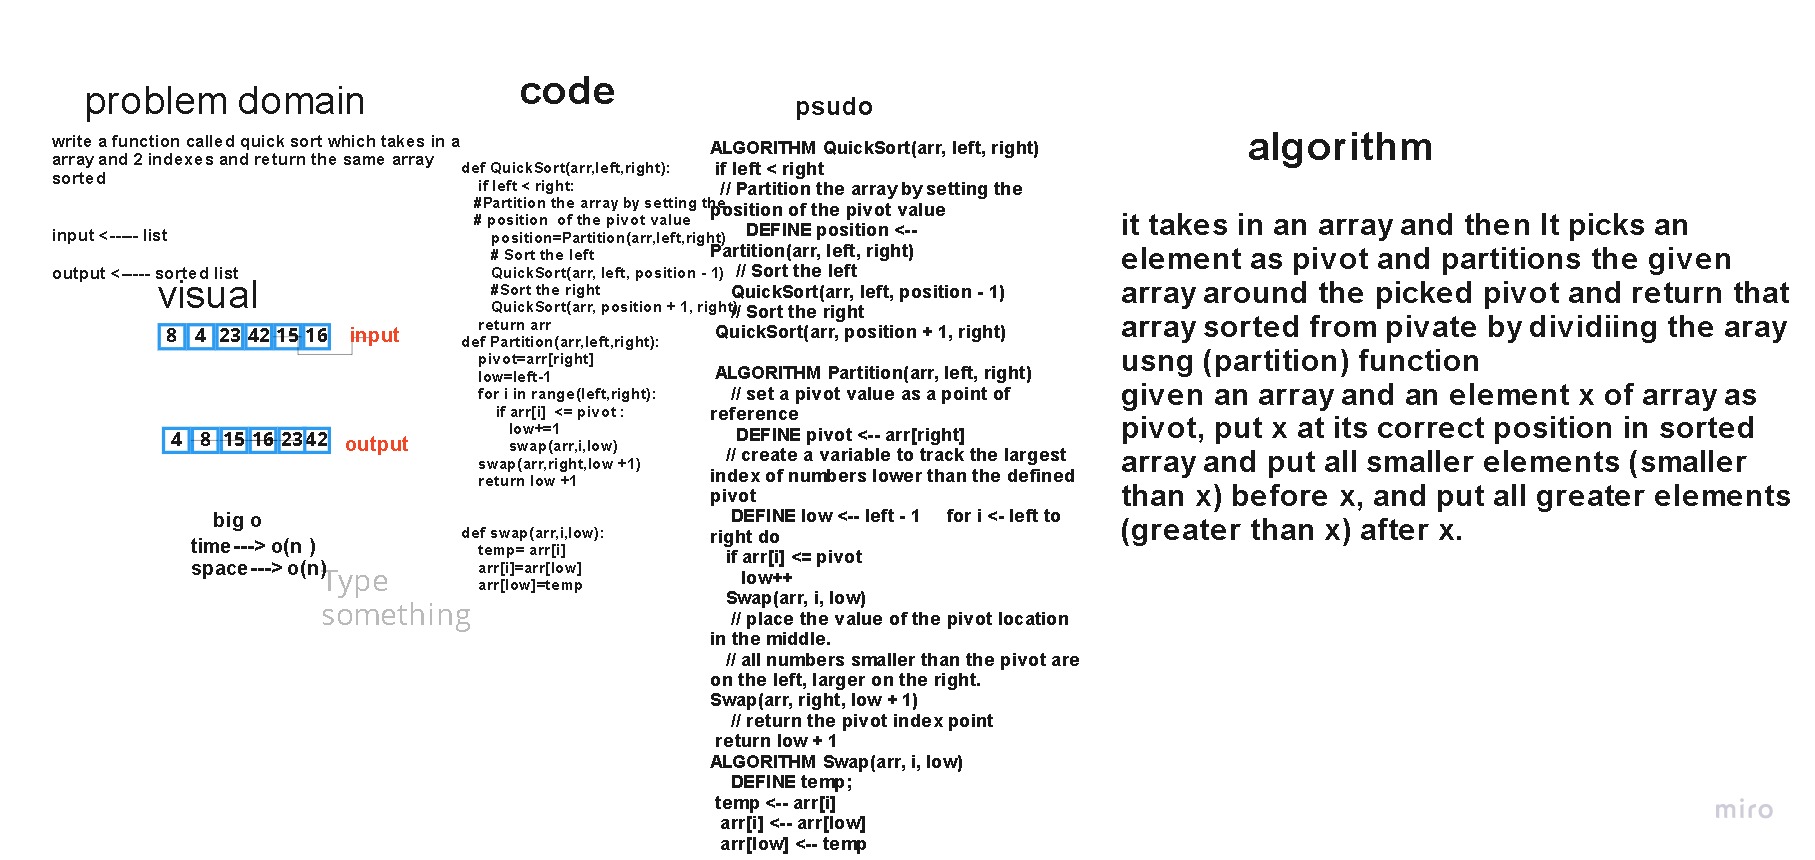 problem domain
write a function called quick sort which takes in a
array and 2 indexes and return the same array
sorted
input <----- list
output <----- sorted list
visual
8 4 23 42 15 16 input
4 8 15 16 23 42 output
big o
time---> o(n )
space---> o(n)
Type
something
code
def QuickSort(arr,left,right):
if left < right:
#Partition the array by setting the
# position of the pivot value
position=Partition(arr,left,right)
# Sort the left
QuickSort(arr, left, position - 1)
#Sort the right
QuickSort(arr, position + 1, right)
return arr
def Partition(arr,left,right):
pivot=arr[right]
low=left-1
for i in range(left,right):
if arr[i] <= pivot :
low+=1
swap(arr,i,low)
swap(arr,right,low +1)
return low +1
def swap(arr,i,low):
temp= arr[i]
arr[i]=arr[low]
arr[low]=temp
psudo
ALGORITHM QuickSort(arr, left, right)
if left < right
// Partition the array by setting the
position of the pivot value
DEFINE position <--
Partition(arr, left, right)
// Sort the left
QuickSort(arr, left, position - 1)
// Sort the right
QuickSort(arr, position + 1, right)
ALGORITHM Partition(arr, left, right)
// set a pivot value as a point of
reference
DEFINE pivot <-- arr[right]
// create a variable to track the largest
index of numbers lower than the defined
pivot
DEFINE low <-- left - 1 for i <- left to
right do
if arr[i] <= pivot
low++
Swap(arr, i, low)
// place the value of the pivot location
in the middle.
// all numbers smaller than the pivot are
on the left, larger on the right.
Swap(arr, right, low + 1)
// return the pivot index point
return low + 1
ALGORITHM Swap(arr, i, low)
DEFINE temp;
temp <-- arr[i]
arr[i] <-- arr[low]
arr[low] <-- temp
algorithm
it takes in an array and then It picks an
element as pivot and partitions the given
array around the picked pivot and return that
array sorted from pivate by dividiing the aray
usng (partition) function
given an array and an element x of array as
pivot, put x at its correct position in sorted
array and put all smaller elements (smaller
than x) before x, and put all greater elements
(greater than x) after x.
miro